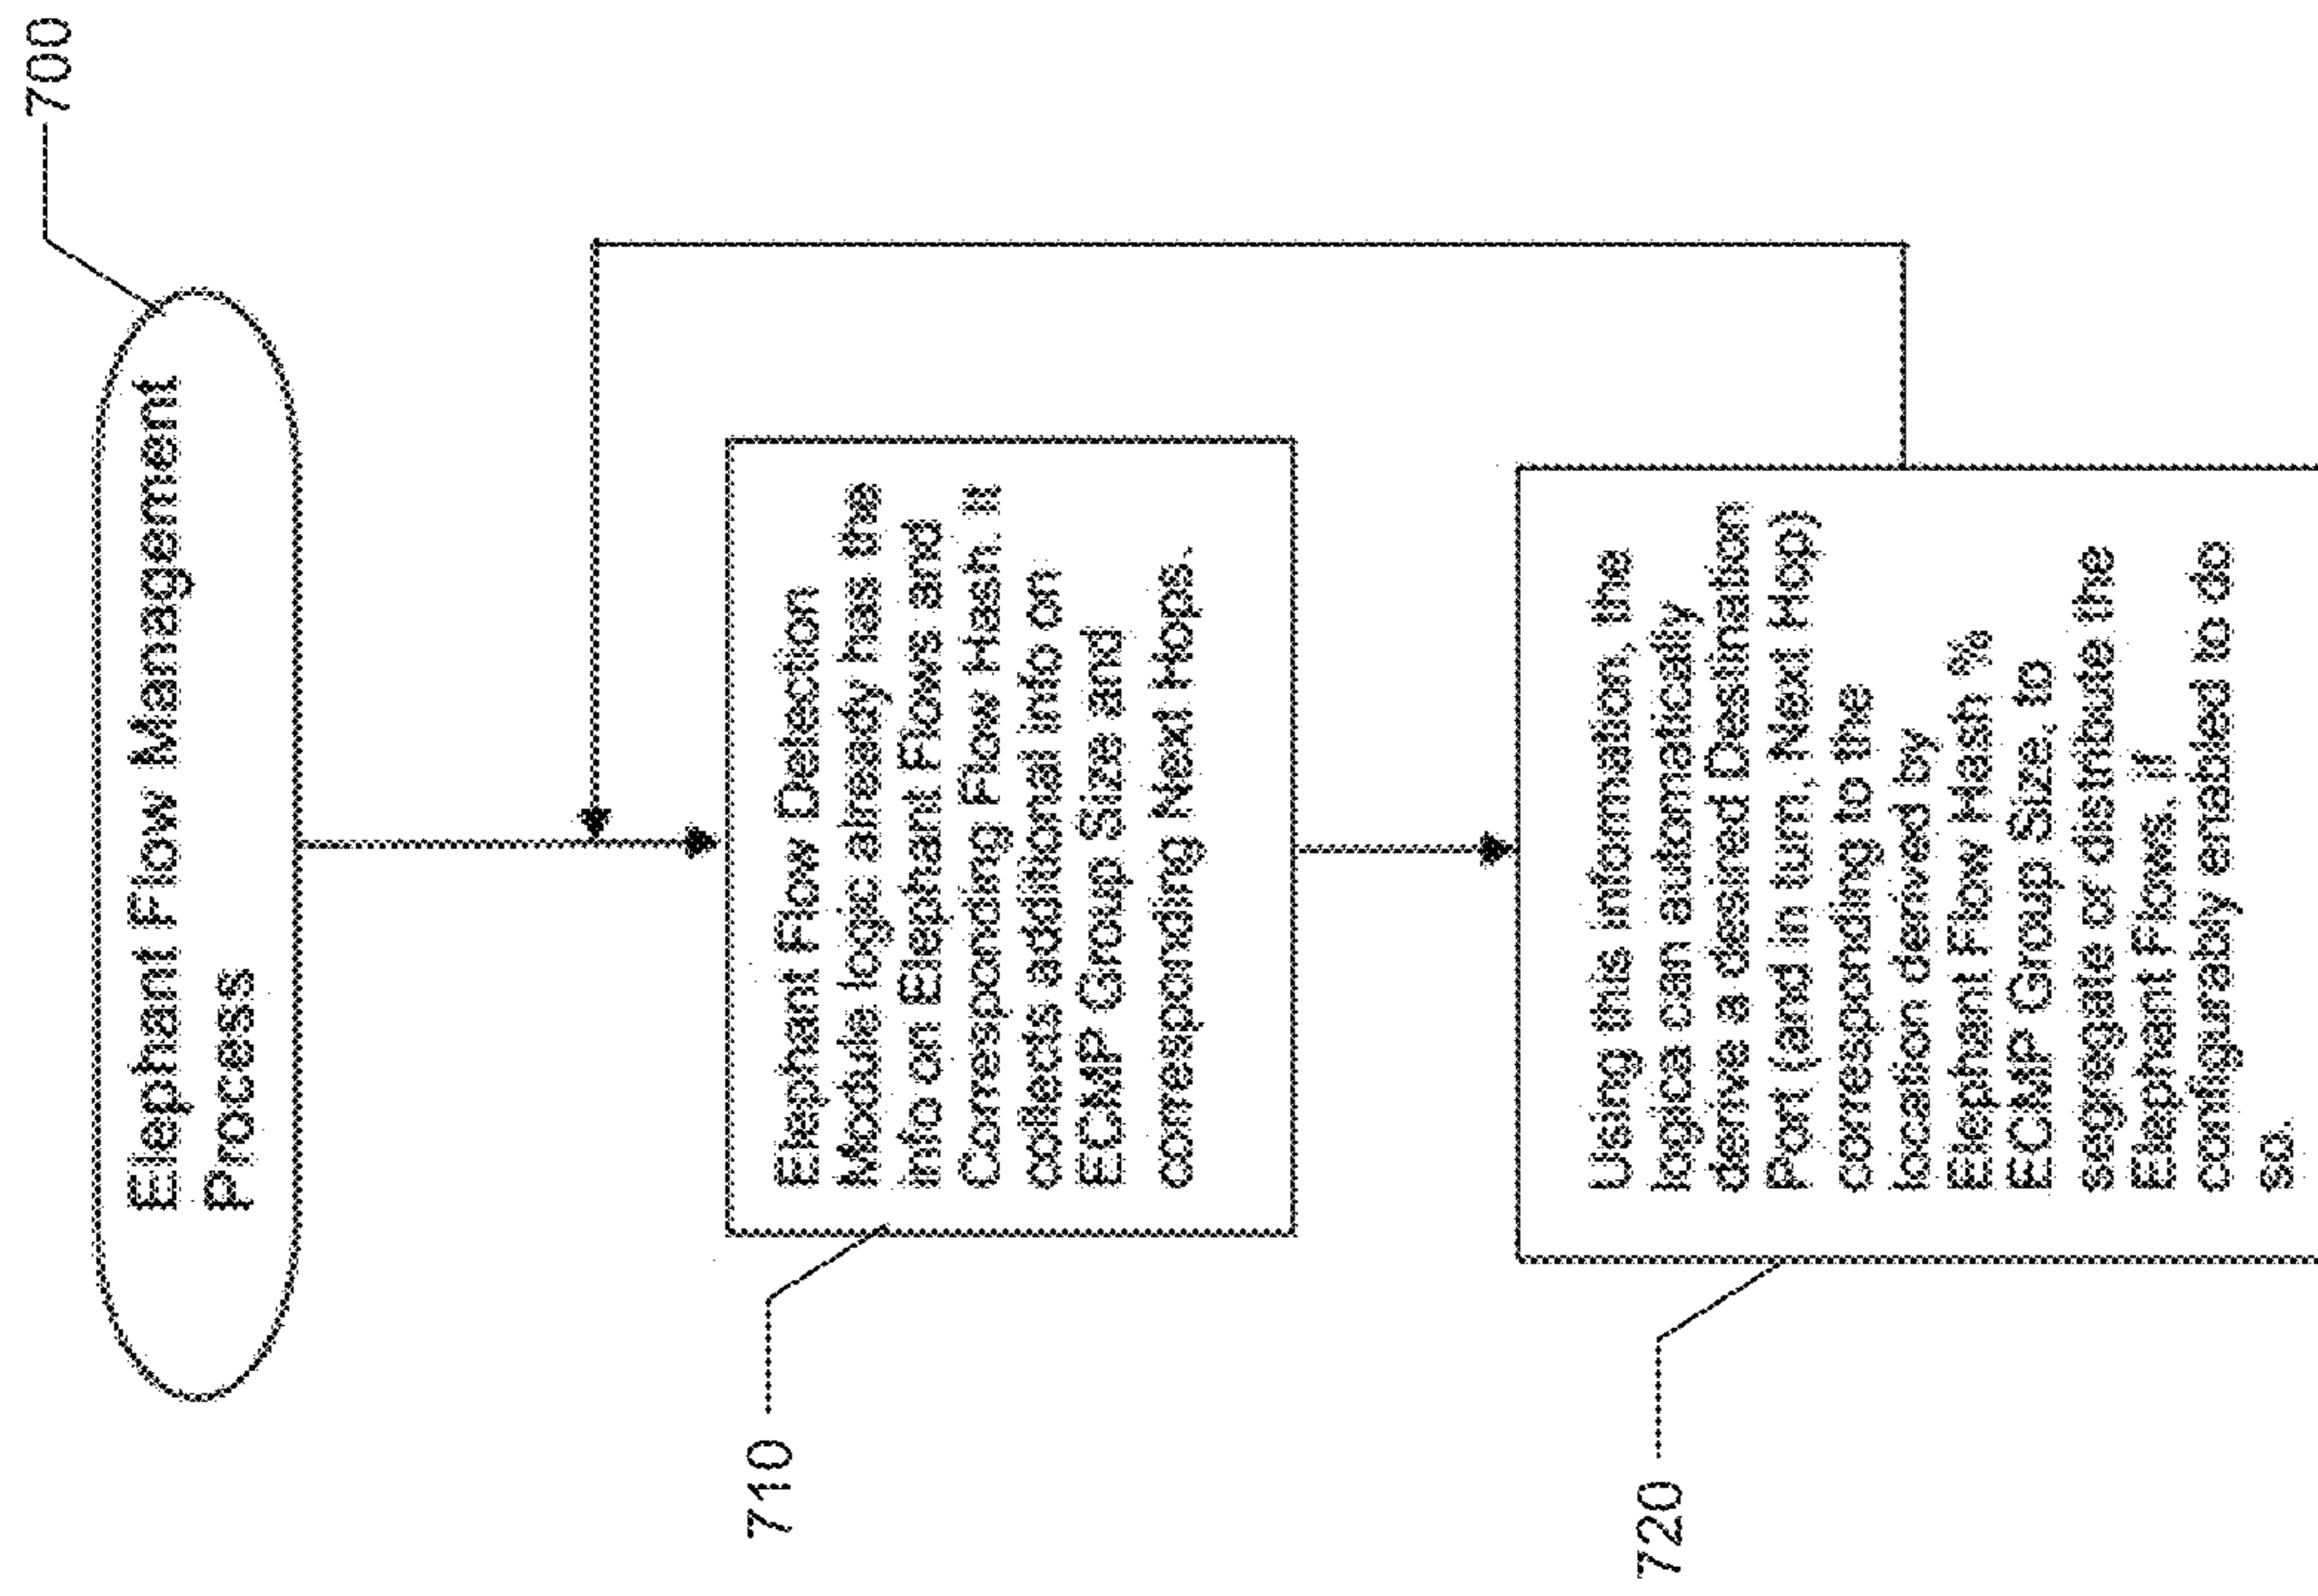 700
Elephant Flow Management
Process
710
Elephant Flow Detection
Module logic already has the
info on Elephant Flows and
Corresponding Flow Hash. It
collects additional info on
ECMP Group Size and
corresponding Next Hops.
720
Using this information, the
logica can automatically
derive a desired Destination
Port (and in turn, Next Hop)
corresponding to the
location derived by
Elephant Flow Hash %
ECMP Group Size, to
segregate or distribute the
Elephant Flows, if
configurably enabled to do
so.